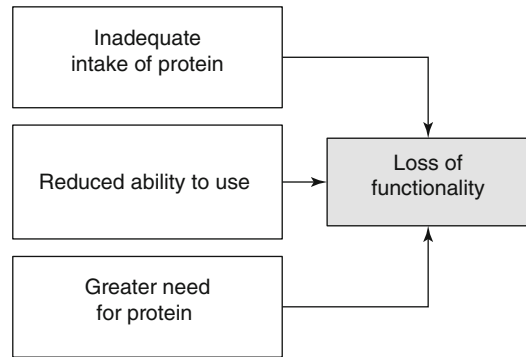 Inadequate
intake of protein
Reduced ability to use
Loss of
functionality
Greater need
for protein